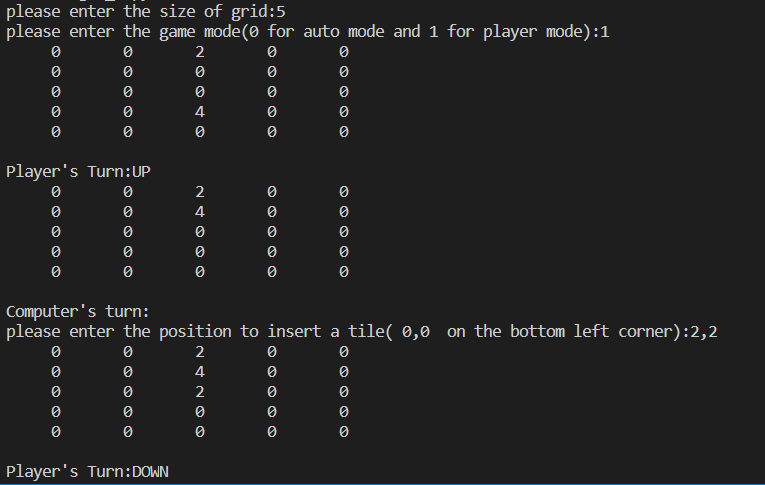 please enter the size of grid:5
please enter the game mode(0 for auto mode and 1 for player mode):1
0 0 2 0 0
0 0 0 0 0
0 0 0 0 0
0 0 4 0 0
0 0 0 0 0
Player's Turn:UP
0 0 2 0 0
0 0 4 0 0
0 0 0 0 0
0 0 0 0 0
0 0 0 0 0
Computer's turn:
please enter the position to insert a tile( 0,0  on the bottom left corner):2,2
0 0 2 0 0
0 0 4 0 0
0 0 2 0 0
0 0 0 0 0
0 0 0 0 0
Player's Turn:DOWN